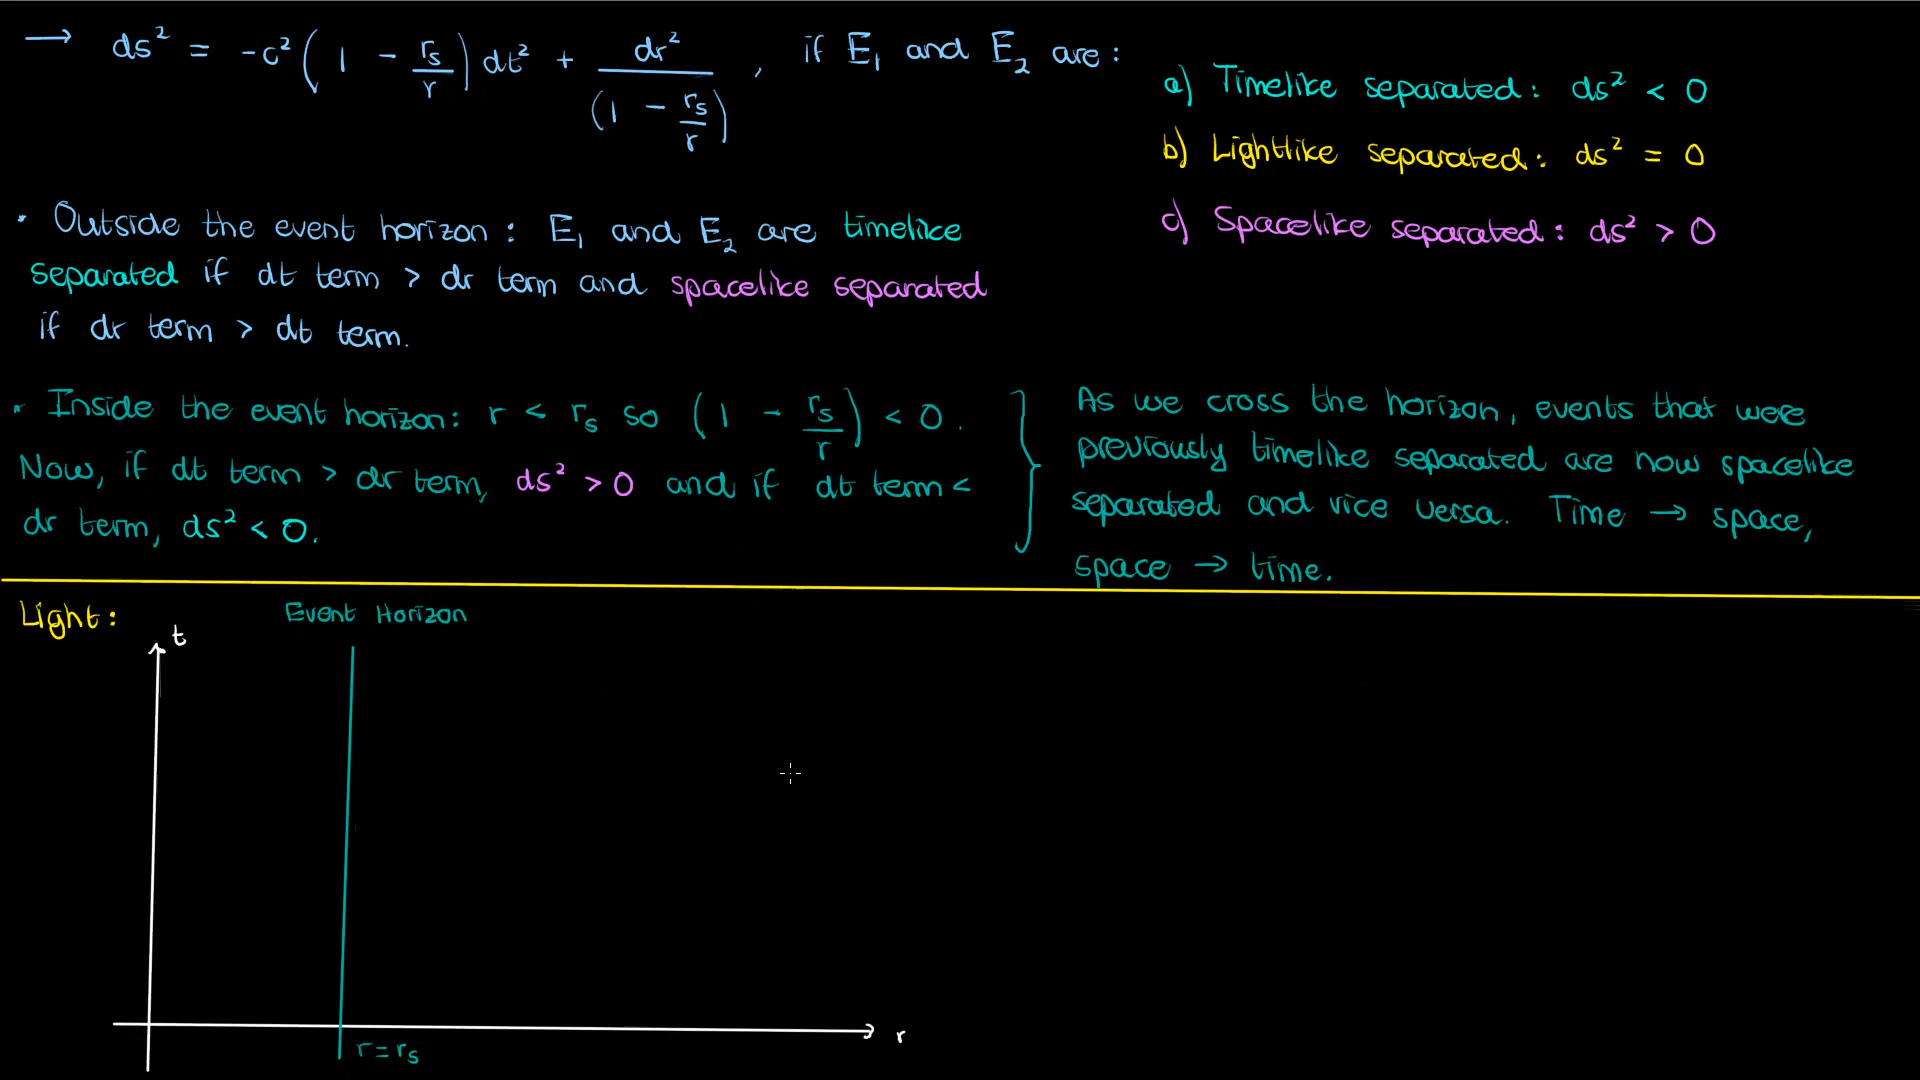 → ds² = -c²(1 - rₛ/r)dt² + dr²/(1 - rₛ/r), if E₁ and E₂ are:
a) Timelike separated: ds² < 0
b) Lightlike separated: ds² = 0
c) Spacelike separated: ds² > 0
• Outside the event horizon: E₁ and E₂ are timelike
separated if dt term > dr term and spacelike separated
if dr term > dt term.
• Inside the event horizon: r < rₛ so (1 - rₛ/r) < 0.
Now, if dt term > dr term, ds² > 0 and if dt term <
dr term, ds² < 0.
As we cross the horizon, events that were
previously timelike separated are now spacelike
separated and vice versa. Time → space,
space → time.
Light:
Event Horizon
t
r
r = rₛ